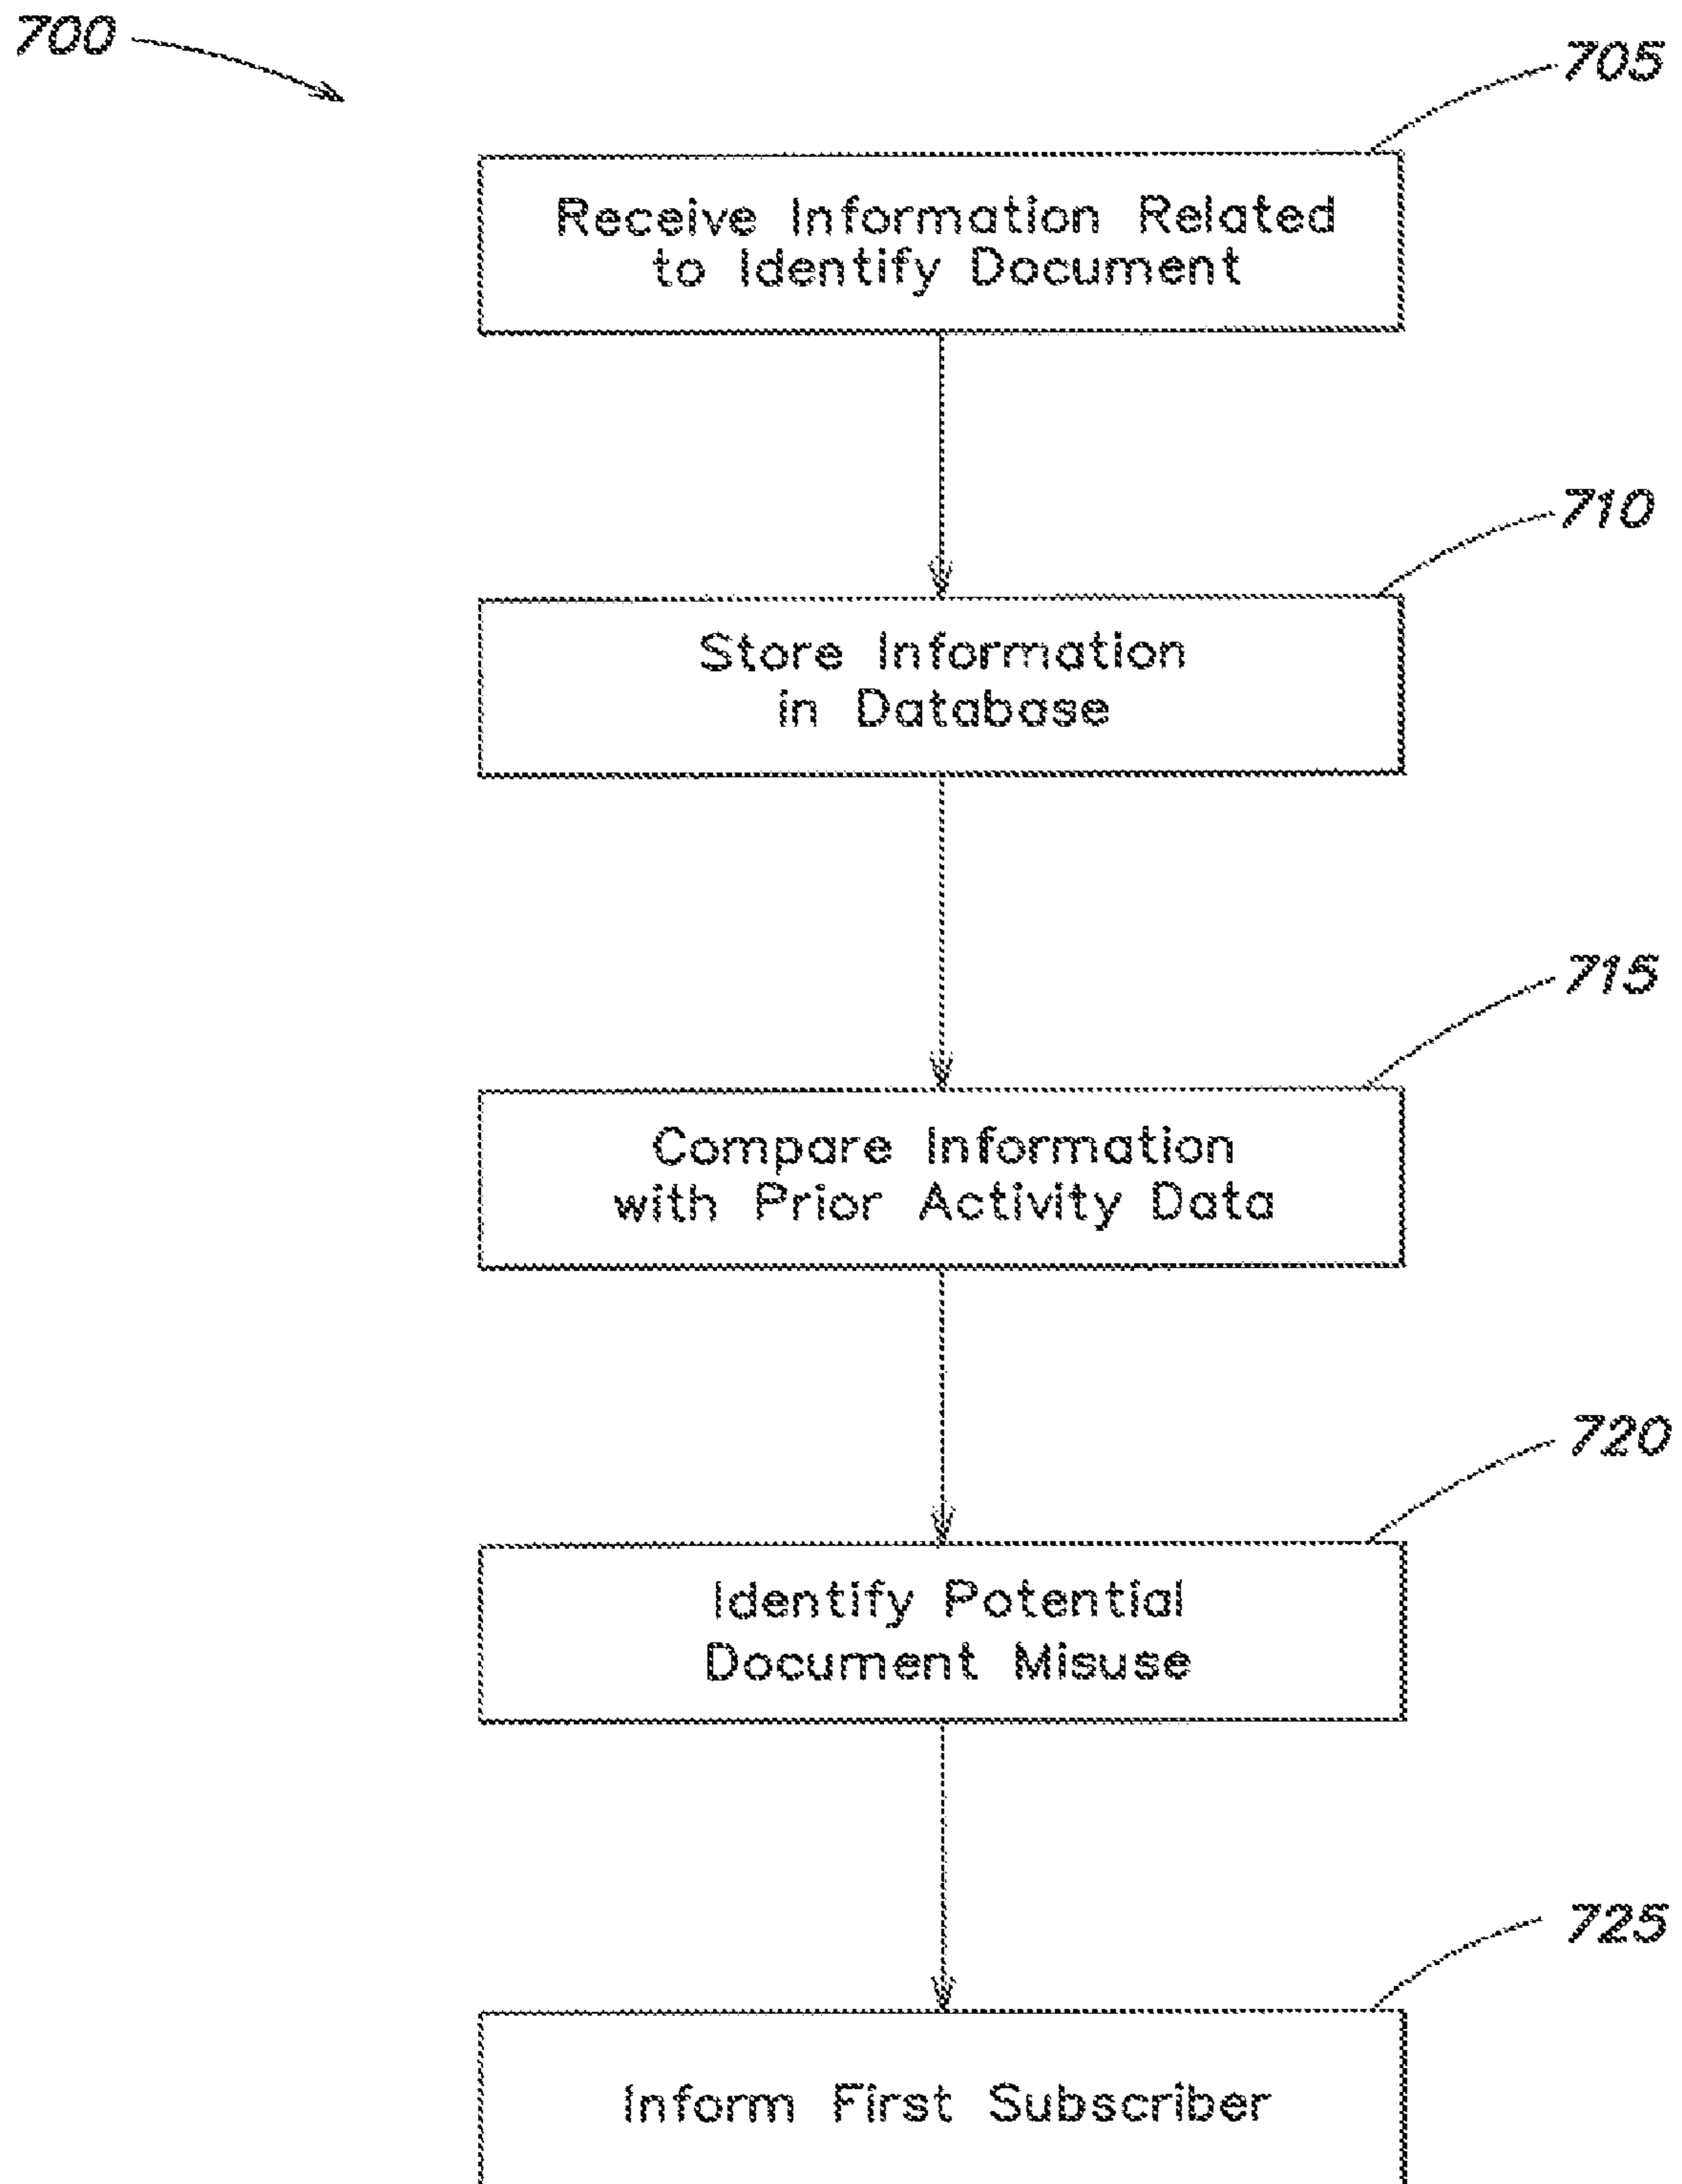 700
705
Receive Information Related
to Identify Document
710
Store Information
in Database
715
Compare Information
with Prior Activity Data
720
Identify Potential
Document Misuse
725
Inform First Subscriber